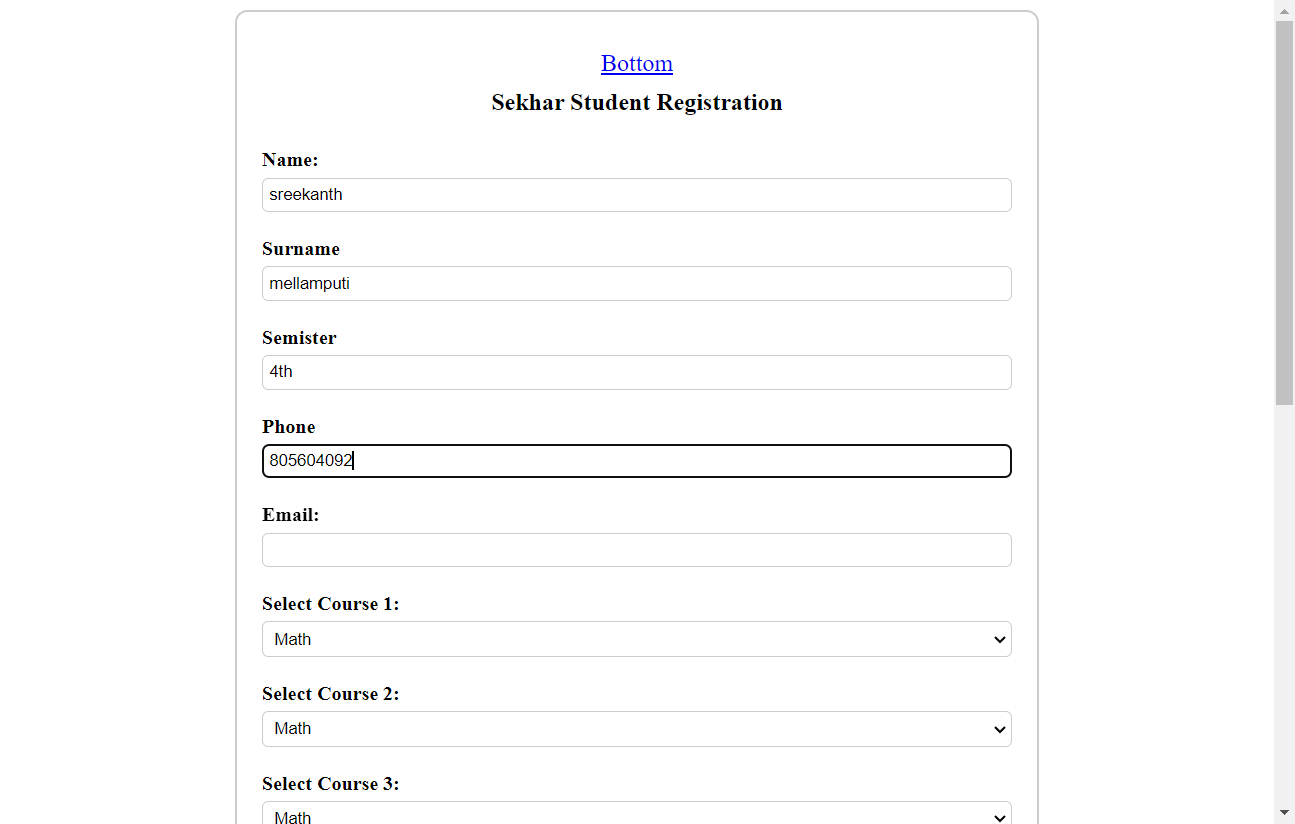 Bottom
Sekhar Student Registration
Name:
sreekanth
Surname
mellamputi
Semister
4th
Phone
805604092
Email:
Select Course 1:
Math
Select Course 2:
Math
Select Course 3:
Math